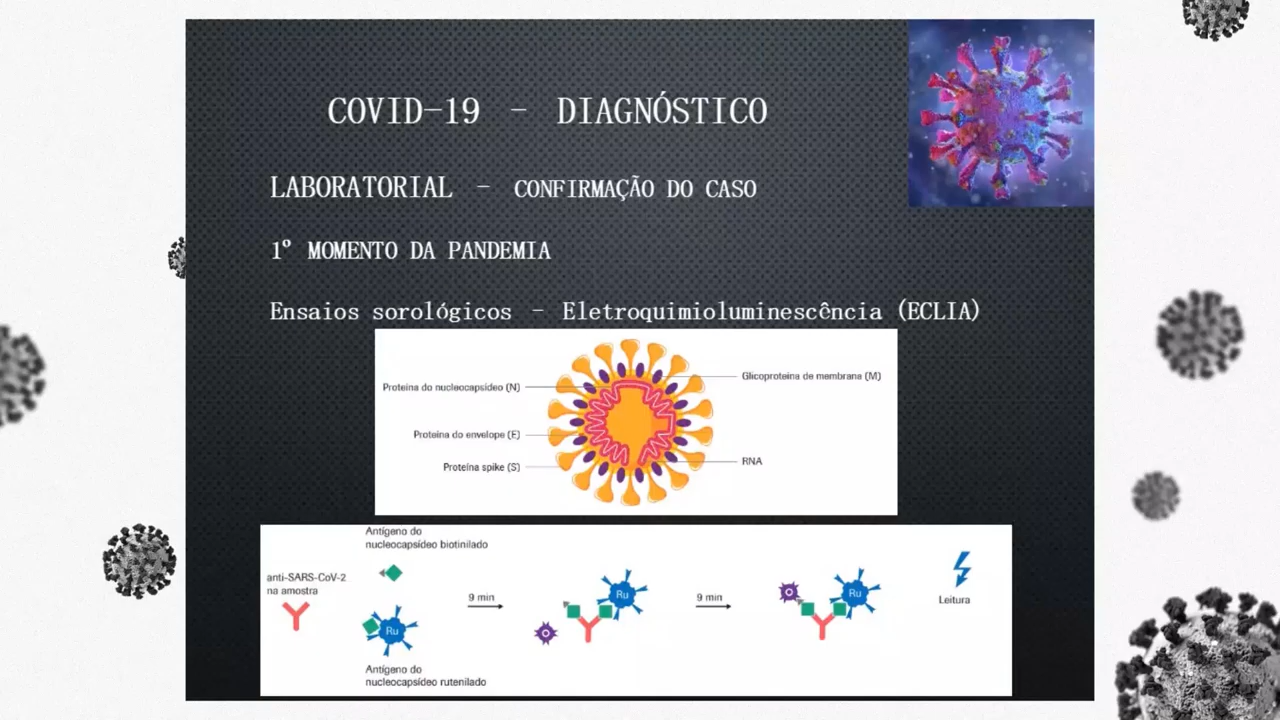 COVID-19 - DIAGNÓSTICO
LABORATORIAL - CONFIRMAÇÃO DO CASO
1º MOMENTO DA PANDEMIA
Ensaios sorológicos - Eletroquimioluminescência (ECLIA)
Proteína do nucleocapsídeo (N)
Glicoproteína de membrana (M)
Proteína do envelope (E)
Proteína spike (S)
RNA
Antígeno do
nucleocapsídeo biotinilado
anti-SARS-CoV-2
na amostra
Ru
Antígeno do
nucleocapsídeo rutenilado
9 min
Ru
9 min
Ru
Leitura